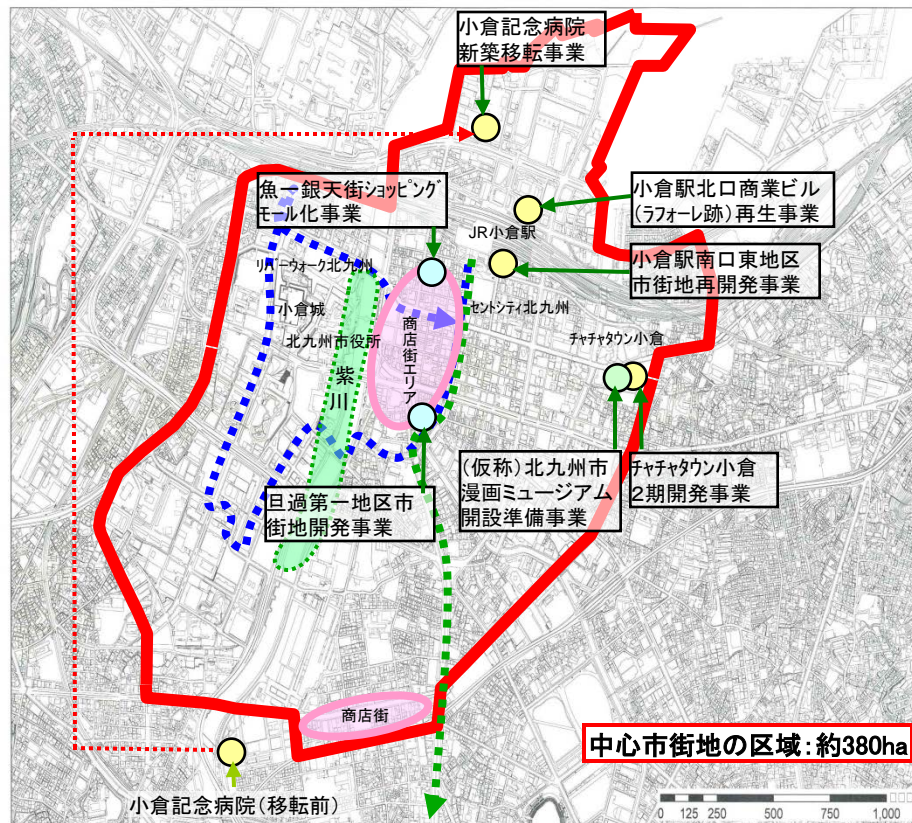 小倉記念病院
新築移転事業
魚一銀天街ショッピング
モール化事業
小倉駅北口商業ビル
(ラフォーレ跡)再生事業
JR小倉駅
小倉駅南口東地区
市街地再開発事業
リバーウォーク北九州
セントシティ北九州
小倉城
北九州市役所
商店街エリア
紫川
チャチャタウン小倉
旦過第一地区市
街地開発事業
(仮称)北九州市
漫画ミュージアム
開設準備事業
チャチャタウン小倉
2期開発事業
商店街
中心市街地の区域:約380ha
小倉記念病院(移転前)
0 125 250 500 750 1,000